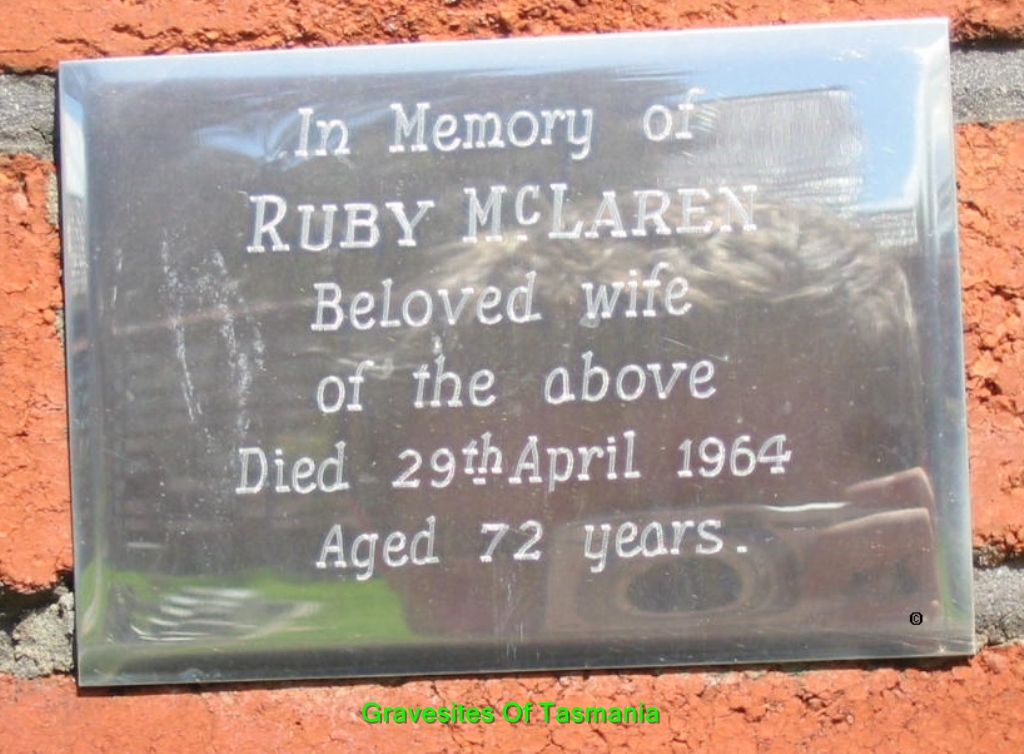 In Memory of
RUBY McLAREN
Beloved wife
of the above
Died 29th April 1964
Aged 72 years.
©
Gravesites Of Tasmania